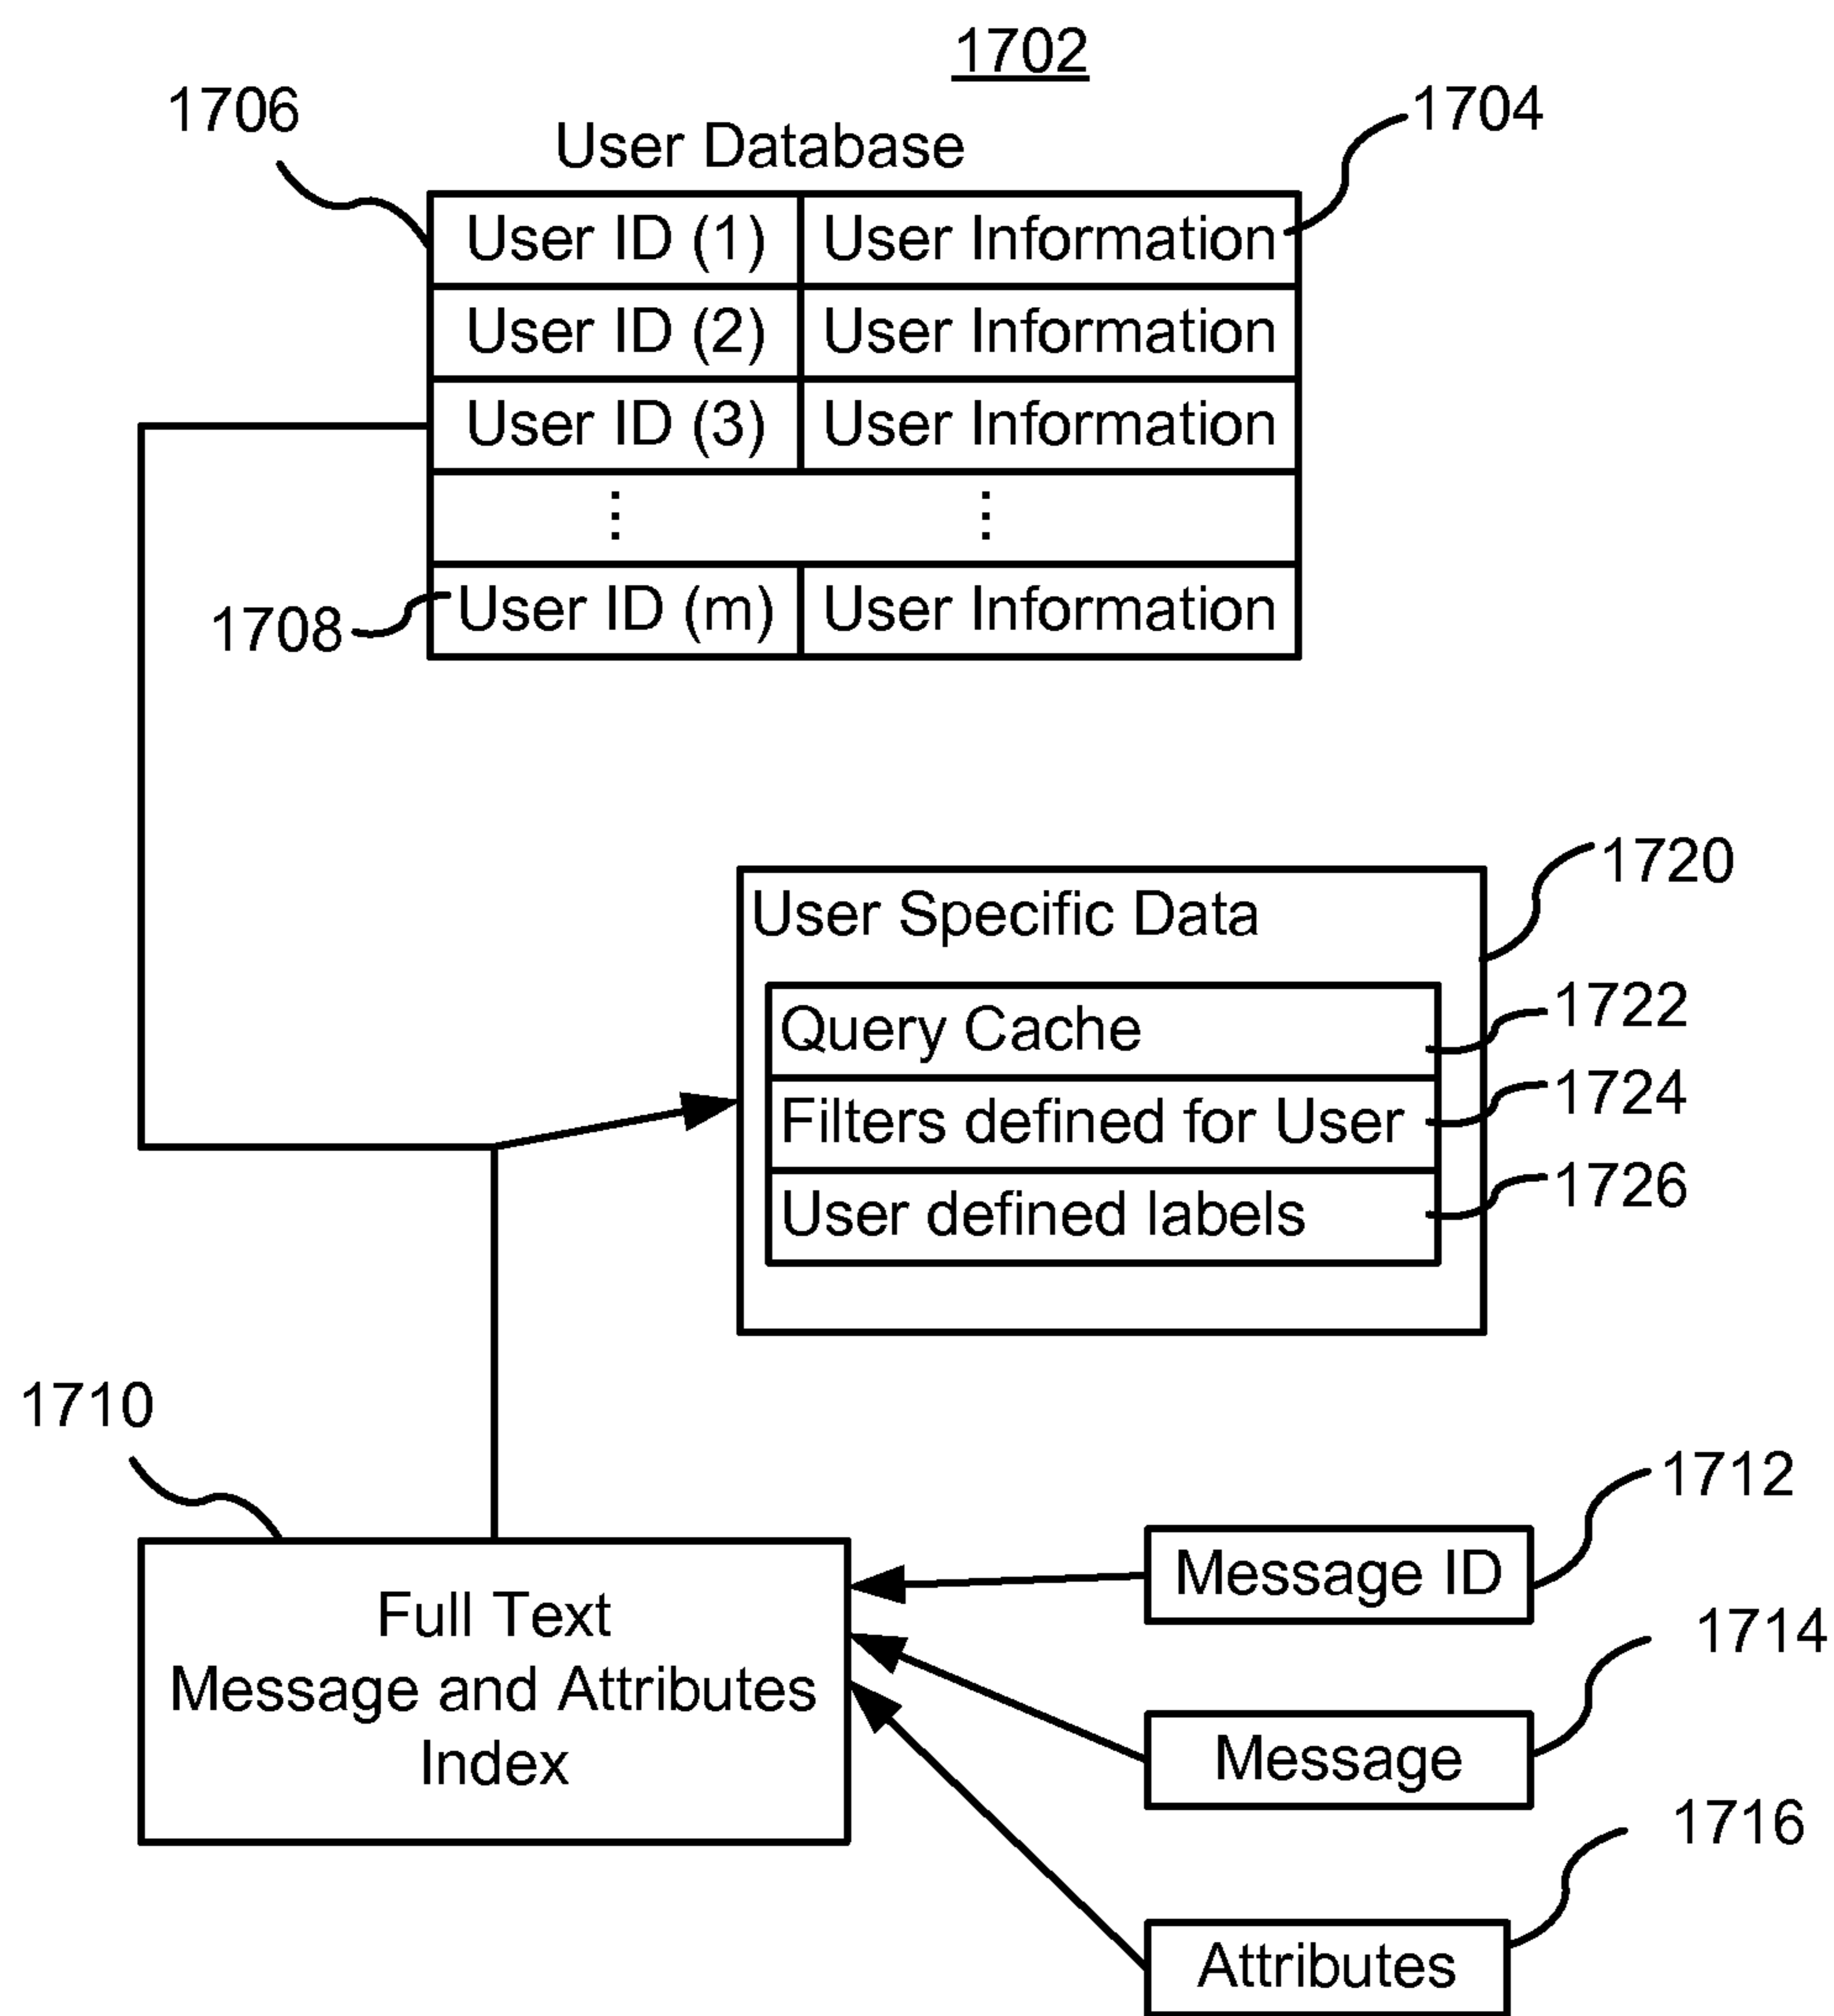 1702
1706
1704
User Database
User ID (1) User Information
User ID (2) User Information
User ID (3) User Information
⋮ ⋮
1708 User ID (m) User Information
1720
User Specific Data
Query Cache 1722
Filters defined for User 1724
User defined labels 1726
1710
Full Text
Message and Attributes
Index
1712
Message ID
1714
Message
1716
Attributes